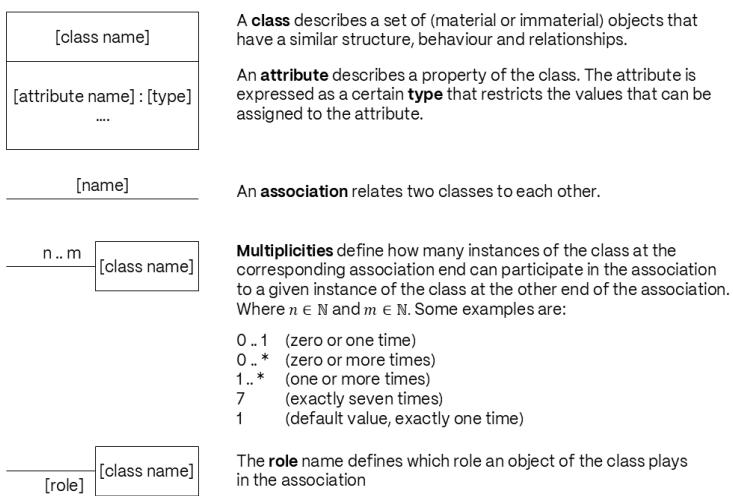 [class name]
A class describes a set of (material or immaterial) objects that
have a similar structure, behaviour and relationships.
[attribute name] : [type]
....
An attribute describes a property of the class. The attribute is
expressed as a certain type that restricts the values that can be
assigned to the attribute.
[name]
An association relates two classes to each other.
n .. m
[class name]
Multiplicities define how many instances of the class at the
corresponding association end can participate in the association
to a given instance of the class at the other end of the association.
Where n ∈ ℕ and m ∈ ℕ. Some examples are:
0 .. 1 (zero or one time)
0 .. * (zero or more times)
1 .. * (one or more times)
7 (exactly seven times)
1 (default value, exactly one time)
[role]
[class name]
The role name defines which role an object of the class plays
in the association